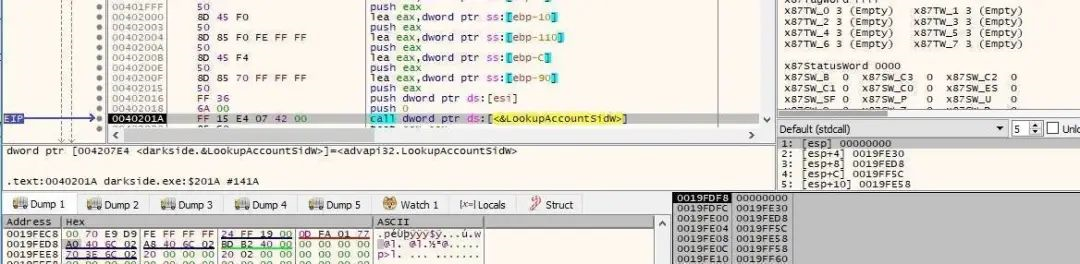 00401FFF 50 push eax
00402000 8D 45 F0 lea eax,dword ptr ss:[ebp-10]
00402003 50 push eax
00402004 8D 85 F0 FE FF FF lea eax,dword ptr ss:[ebp-110]
0040200A 50 push eax
0040200B 8D 45 F4 lea eax,dword ptr ss:[ebp-C]
0040200E 50 push eax
0040200F 8D 85 70 FF FF FF lea eax,dword ptr ss:[ebp-90]
00402015 50 push eax
00402016 FF 36 push dword ptr ds:[esi]
00402018 6A 00 push 0
EIP 0040201A FF 15 E4 07 42 00 call dword ptr ds:[<&LookupAccountSidW>]
dword ptr [004207E4 <darkside.&LookupAccountSidW>]=<advapi32.LookupAccountSidW>
.text:0040201A darkside.exe:$201A #141A
x87TagWord FFFF
x87TW_0 3 (Empty) x87TW_1 3 (Empty)
x87TW_2 3 (Empty) x87TW_3 3 (Empty)
x87TW_4 3 (Empty) x87TW_5 3 (Empty)
x87TW_6 3 (Empty) x87TW_7 3 (Empty)
x87StatusWord 0000
x87SW_B 0 x87SW_C3 0 x87SW_C2 0
x87SW_C1 0 x87SW_C0 0 x87SW_ES 0
x87SW_SF 0 x87SW_P 0 x87SW_U 0
Default (stdcall) 5 Unlo
1: [esp] 00000000
2: [esp+4] 0019FE30
3: [esp+8] 0019FED8
4: [esp+C] 0019FF5C
5: [esp+10] 0019FE58
Dump 1 Dump 2 Dump 3 Dump 4 Dump 5 Watch 1 [x=] Locals Struct
Address Hex ASCII
0019FEC8 00 70 E9 D9 FE FF FF FF 24 FF 19 00 0D FA 01 77 .péÙþÿÿÿ$ÿ...ú.w
0019FED8 A0 40 6C 02 A8 40 6C 02 BD B2 40 00
0019FEE8 70 3E 6C 02 20 00 00 00 20 02 00 00 00 00 00 00 p>l. ... .......
0019FDF8 00000000
0019FDFC 0019FE30
0019FE00 0019FED8
0019FE04 0019FF5C
0019FE08 0019FE58
0019FE0C 0019FF58
0019FE10 0019FF60